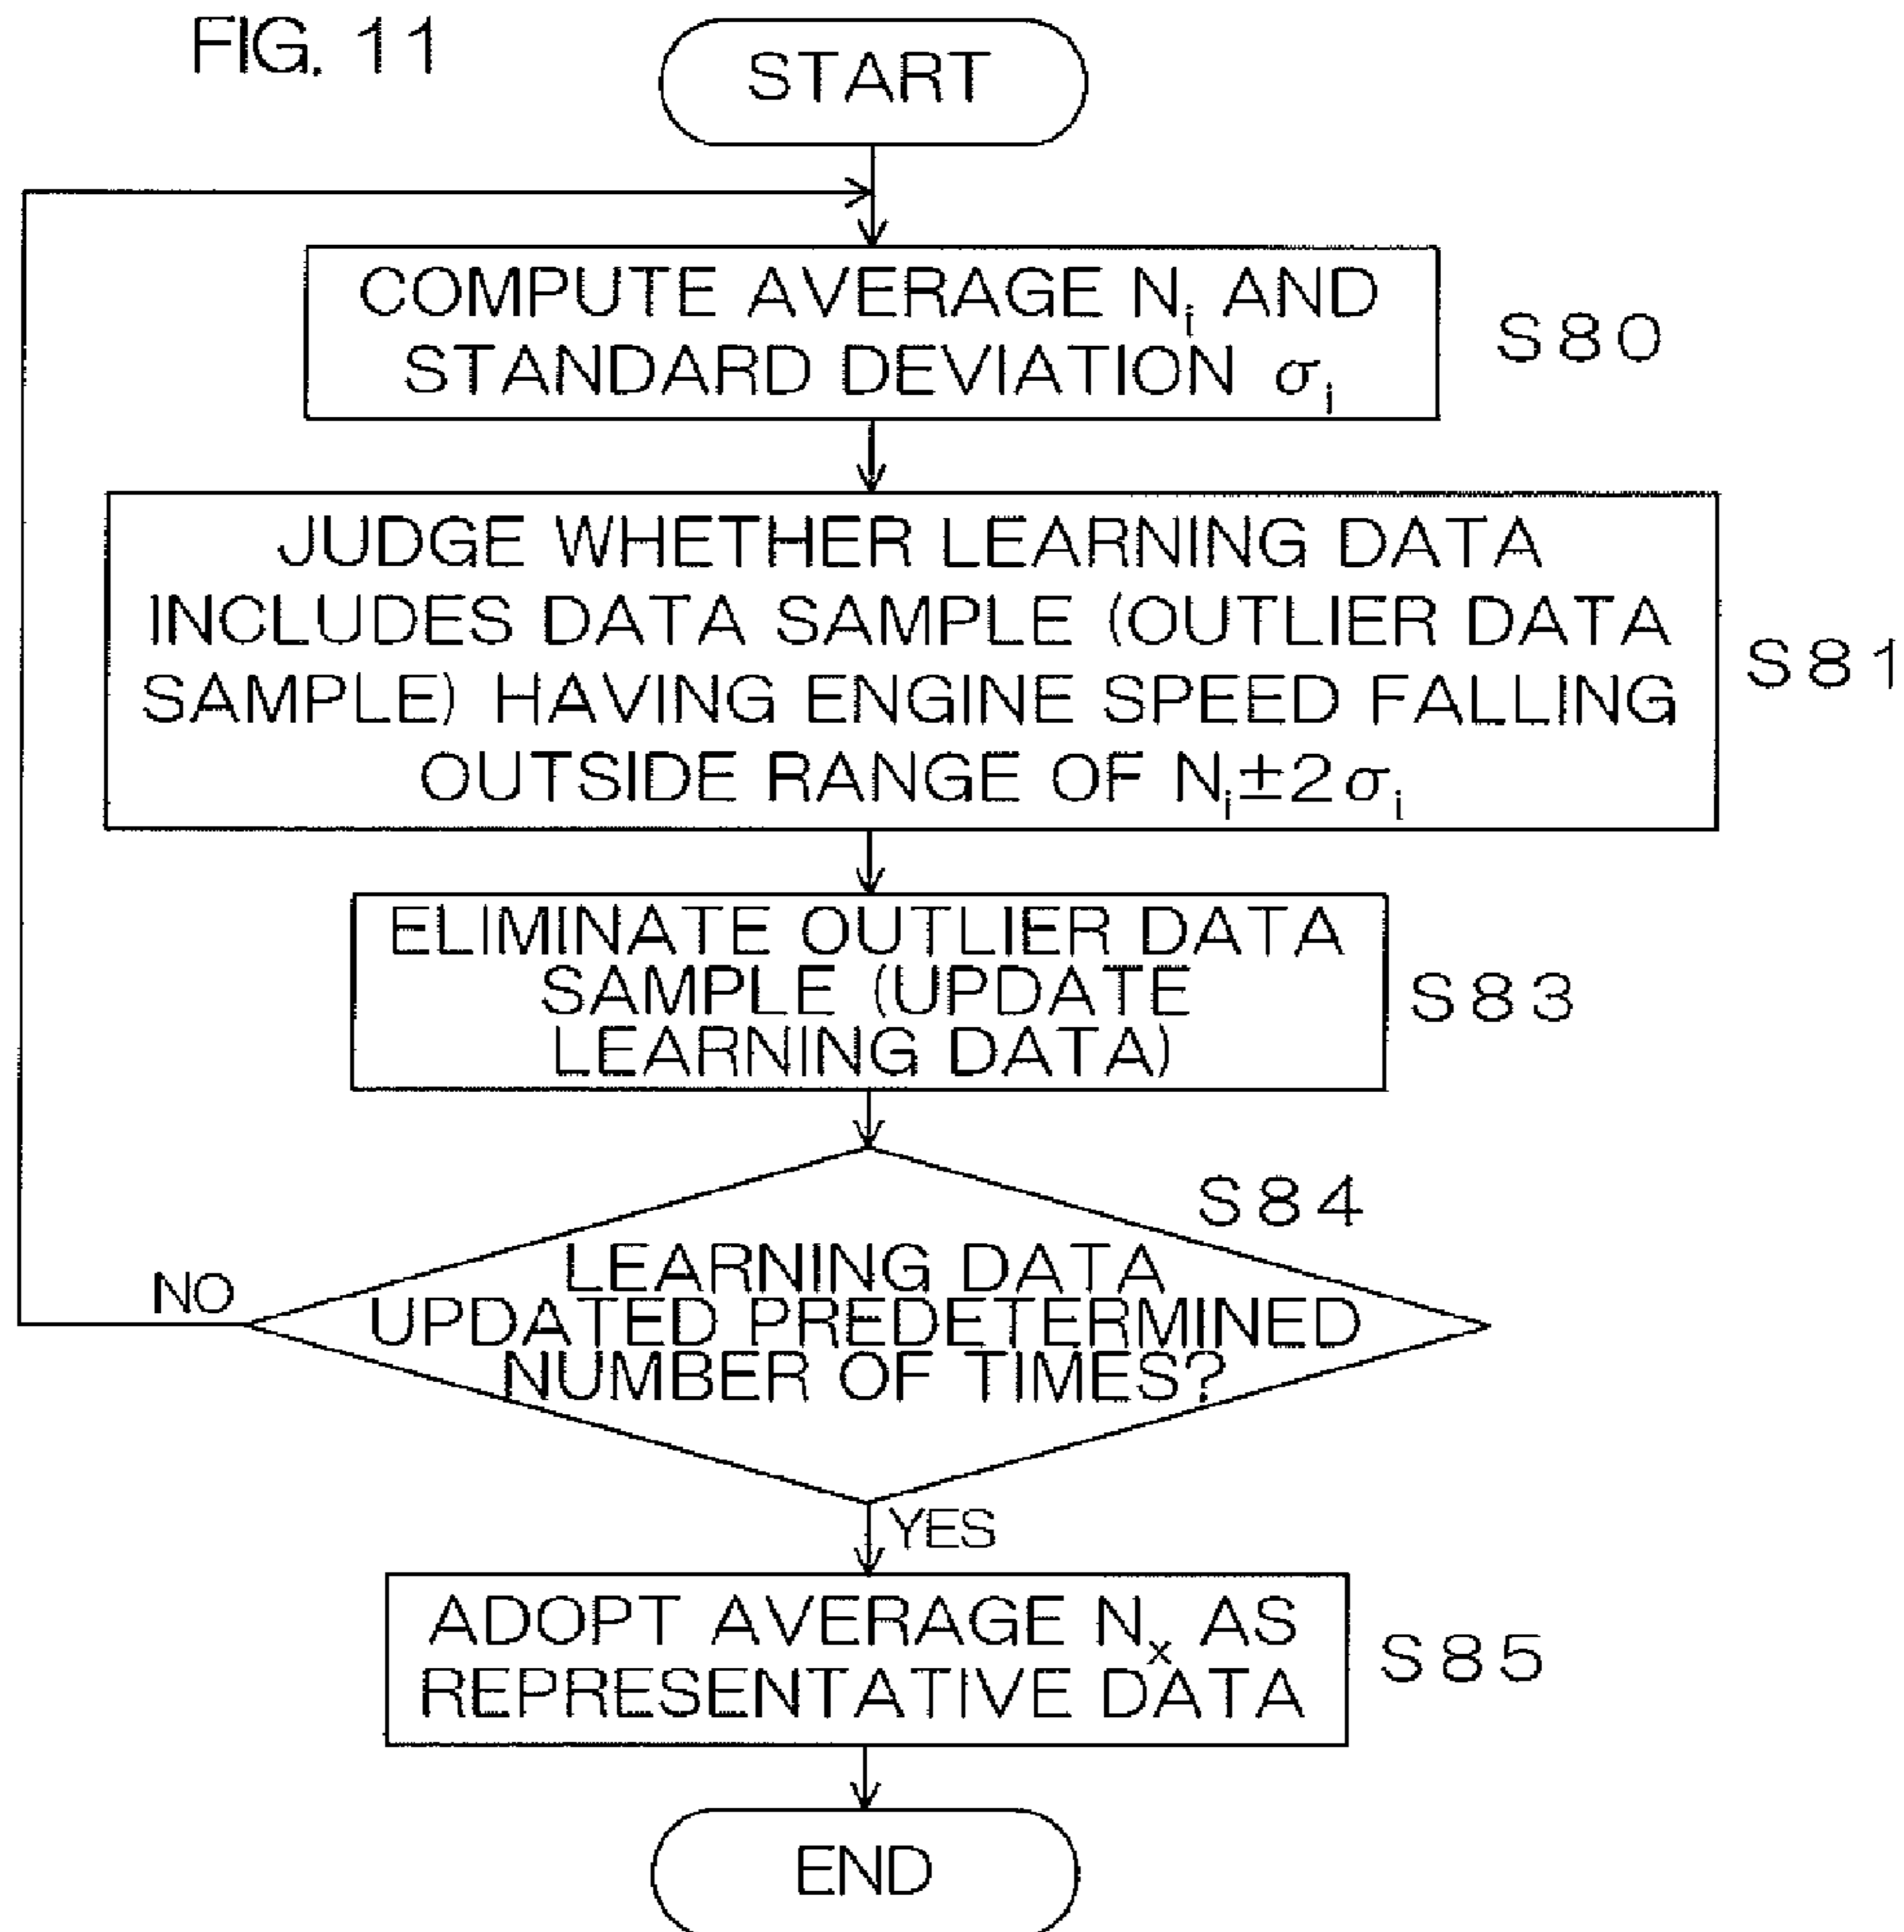 FIG. 11
START
COMPUTE AVERAGE Nᵢ AND
STANDARD DEVIATION σᵢ
S80
JUDGE WHETHER LEARNING DATA
INCLUDES DATA SAMPLE (OUTLIER DATA
SAMPLE) HAVING ENGINE SPEED FALLING
OUTSIDE RANGE OF Nᵢ±2σᵢ
S81
ELIMINATE OUTLIER DATA
SAMPLE (UPDATE
LEARNING DATA)
S83
S84
LEARNING DATA
UPDATED PREDETERMINED
NUMBER OF TIMES?
NO
YES
ADOPT AVERAGE Nₓ AS
REPRESENTATIVE DATA
S85
END